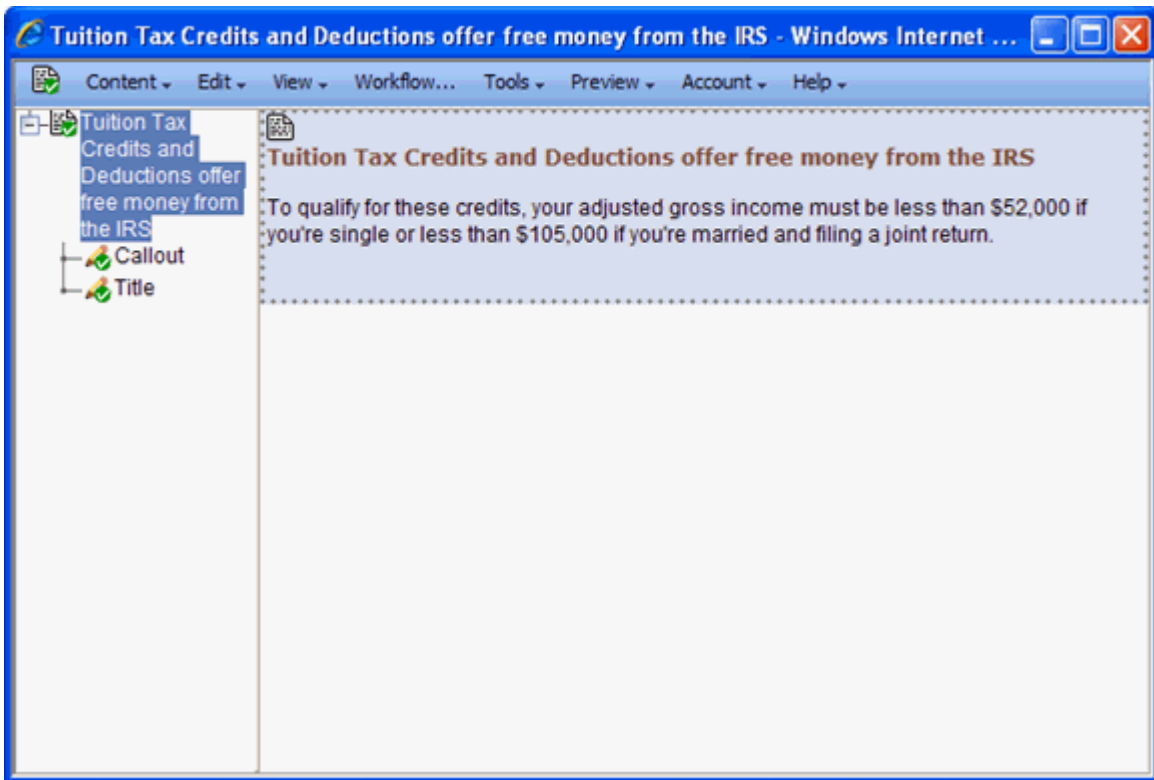 Tuition Tax Credits and Deductions offer free money from the IRS - Windows Internet ...
Content Edit View Workflow... Tools Preview Account Help
Tuition Tax
Credits and
Deductions offer
free money from
the IRS
Callout
Title
Tuition Tax Credits and Deductions offer free money from the IRS
To qualify for these credits, your adjusted gross income must be less than $52,000 if
you're single or less than $105,000 if you're married and filing a joint return.